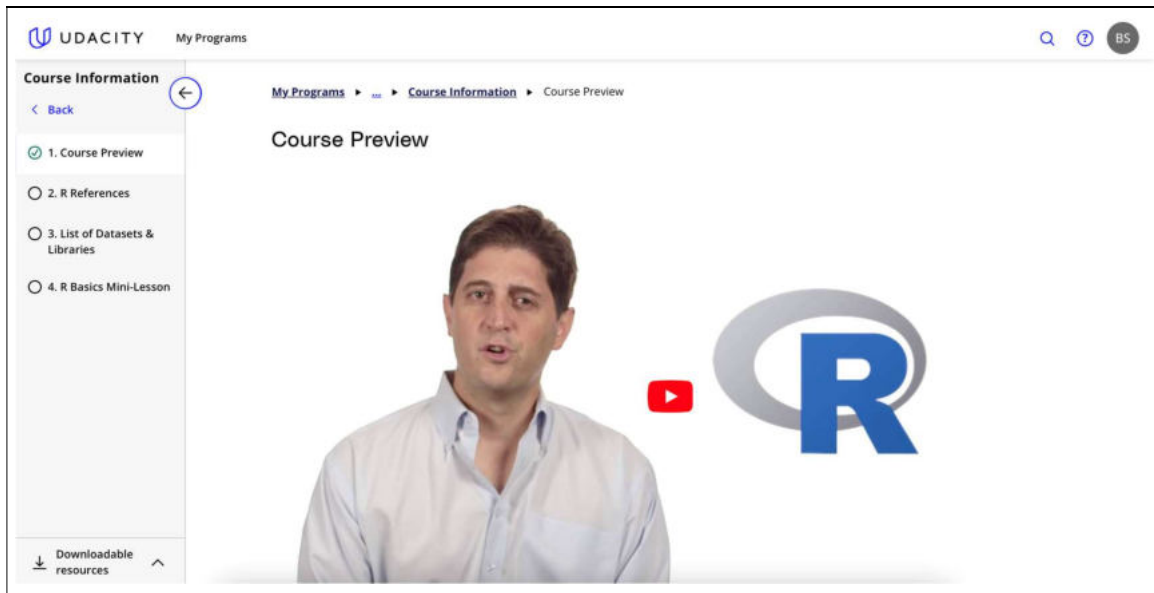 UDACITY
My Programs
BS
Course Information
Back
1. Course Preview
2. R References
3. List of Datasets &
Libraries
4. R Basics Mini-Lesson
Downloadable
resources
My Programs ▸ ... ▸ Course Information ▸ Course Preview
Course Preview
R